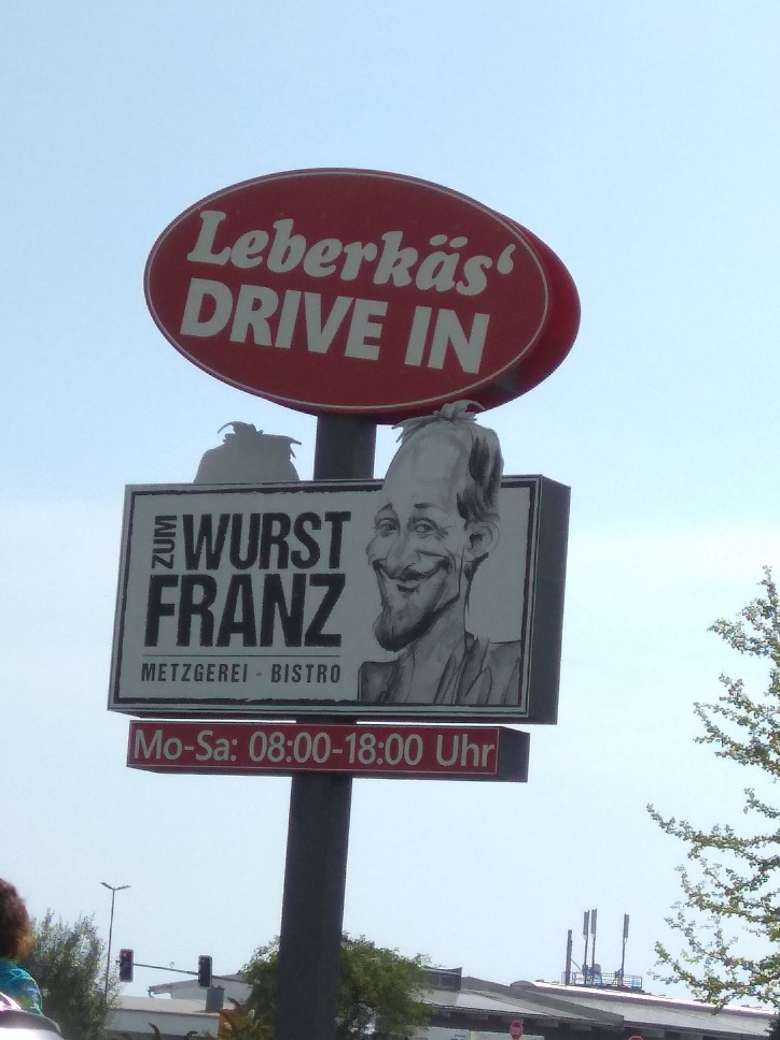 Leberkäs‘
DRIVE IN
ZUM WURST
FRANZ
METZGEREI - BISTRO
Mo-Sa: 08:00-18:00 Uhr